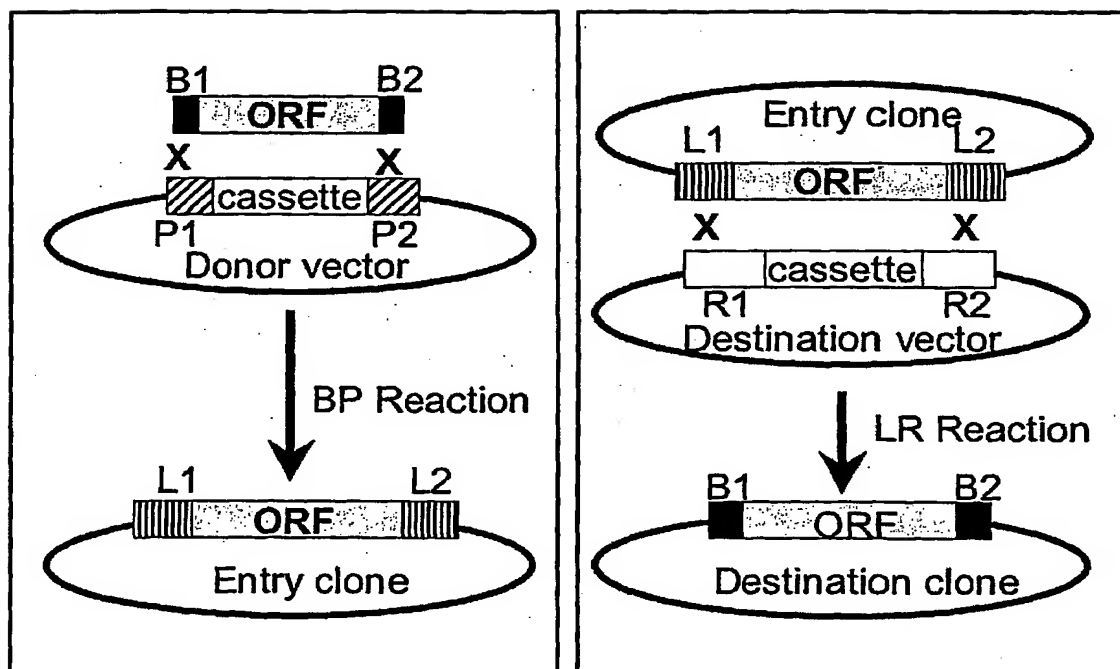 B1 B2
ORF
X X
cassette
P1 P2
Donor vector
BP Reaction
L1 L2
ORF
Entry clone
Entry clone
L1 L2
ORF
X X
cassette
R1 R2
Destination vector
LR Reaction
B1 B2
ORF
Destination clone